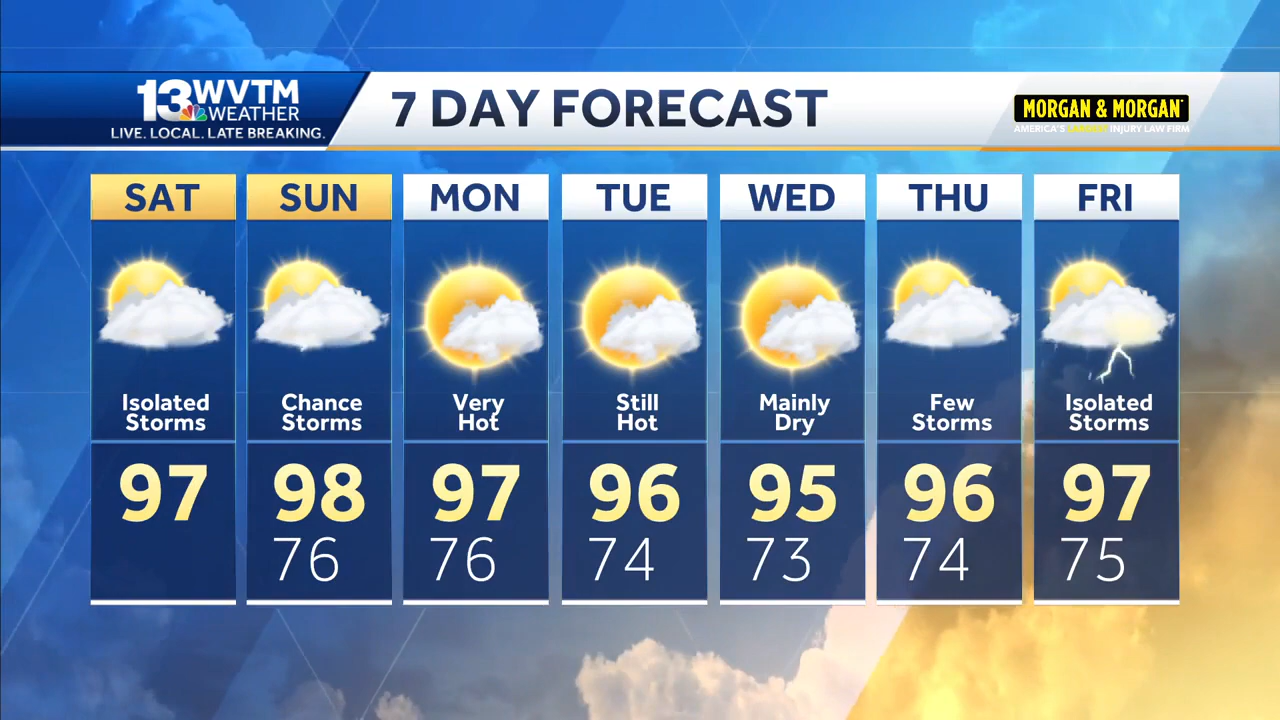 13 WVTM
WEATHER
LIVE. LOCAL. LATE BREAKING.
7 DAY FORECAST
MORGAN & MORGAN
AMERICA'S LARGEST INJURY LAW FIRM
SAT
Isolated
Storms
97
SUN
Chance
Storms
98
76
MON
Very
Hot
97
76
TUE
Still
Hot
96
74
WED
Mainly
Dry
95
73
THU
Few
Storms
96
74
FRI
Isolated
Storms
97
75